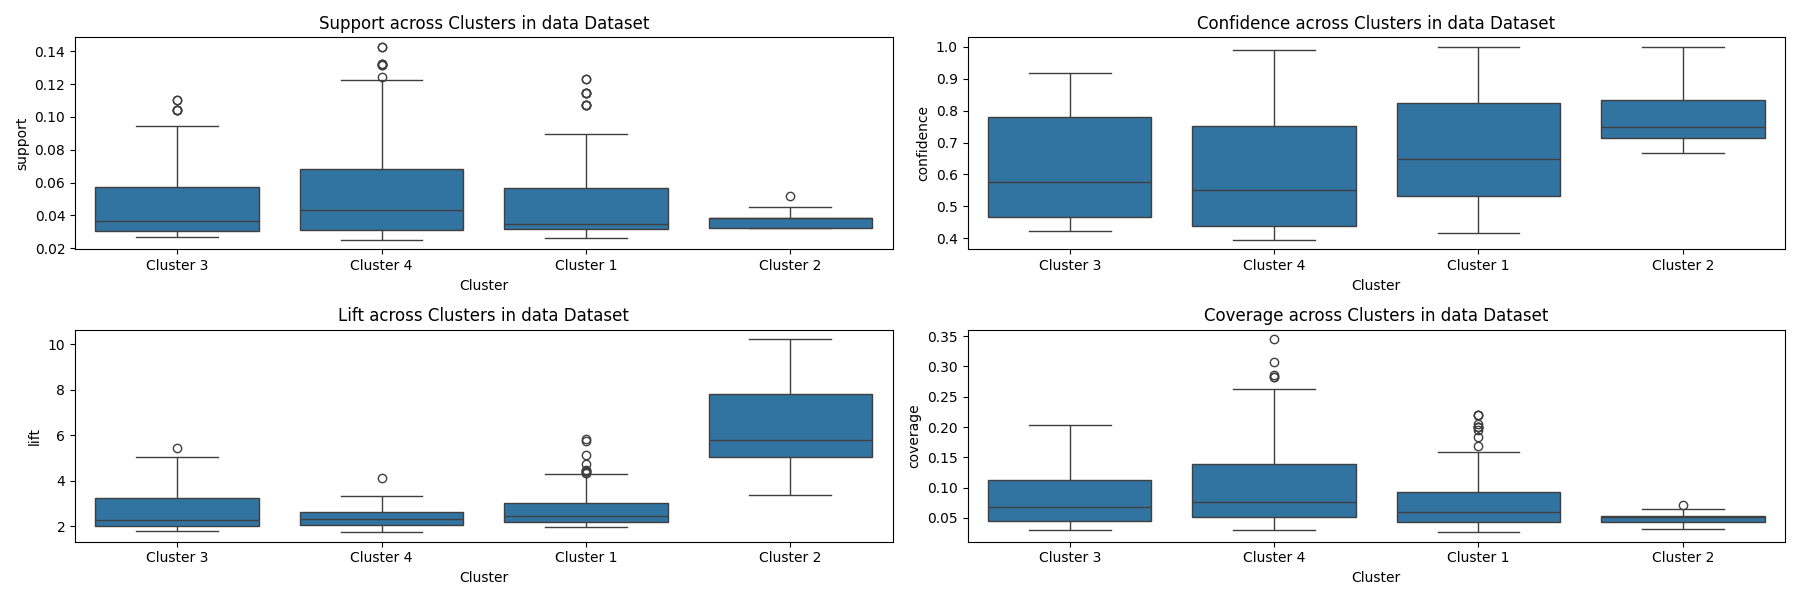 Support across Clusters in data Dataset
support
0.14
0.12
0.10
0.08
0.06
0.04
0.02
Cluster 3 Cluster 4 Cluster 1 Cluster 2
Cluster
Confidence across Clusters in data Dataset
confidence
1.0
0.9
0.8
0.7
0.6
0.5
0.4
Cluster 3 Cluster 4 Cluster 1 Cluster 2
Cluster
Lift across Clusters in data Dataset
lift
10
8
6
4
2
Cluster 3 Cluster 4 Cluster 1 Cluster 2
Cluster
Coverage across Clusters in data Dataset
coverage
0.35
0.30
0.25
0.20
0.15
0.10
0.05
Cluster 3 Cluster 4 Cluster 1 Cluster 2
Cluster